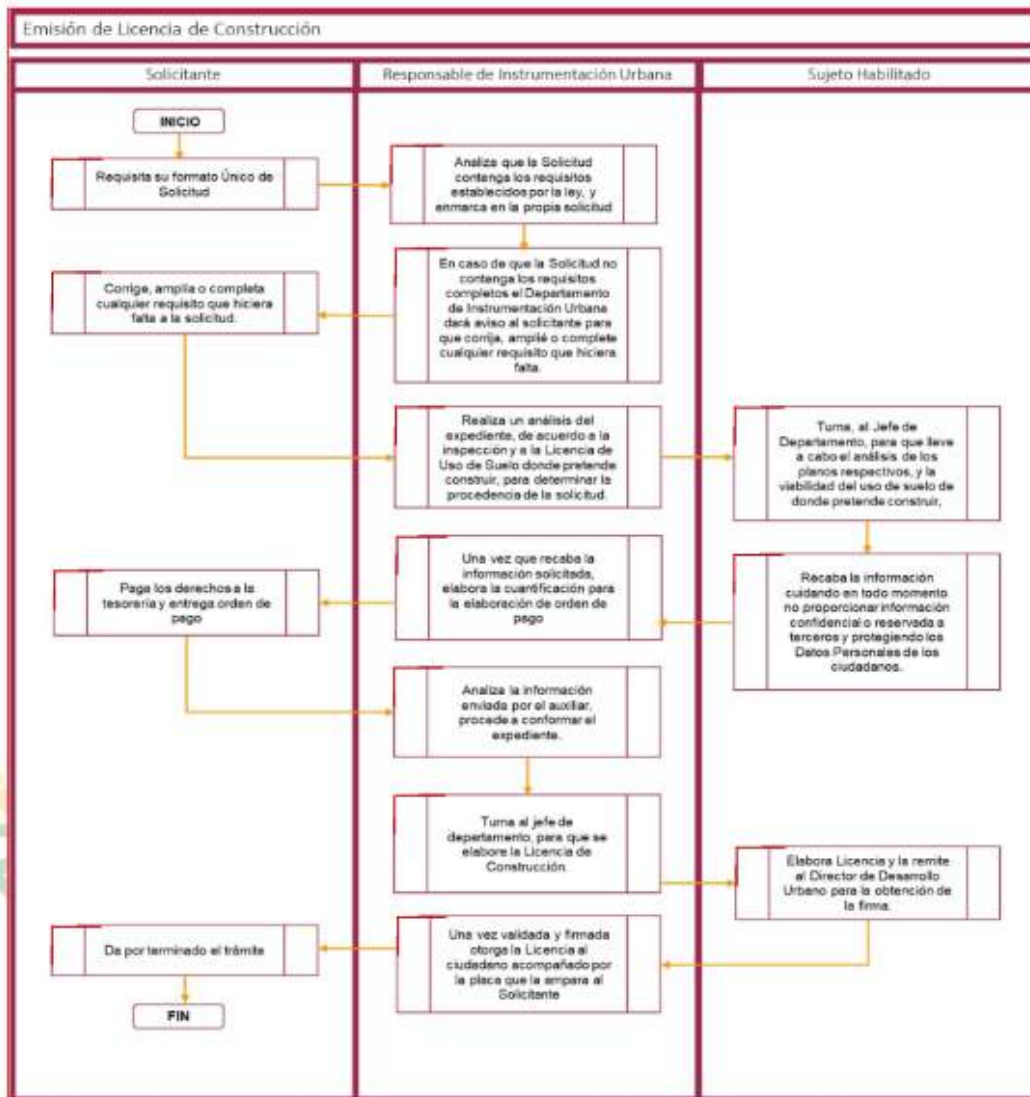 Emisión de Licencia de Construcción
Solicitante
Responsable de Instrumentación Urbana
Sujeto Habilitado
INICIO
Requisita su formato Único de
Solicitud
Analiza que la Solicitud
contenga los requisitos
establecidos por la ley, y
enmarca en la propia solicitud
En caso de que la Solicitud no
contenga los requisitos
completos el Departamento
de Instrumentación Urbana
dará aviso al solicitante para
que corrija, amplié o complete
cualquier requisito que hiciera
falta.
Corrige, amplia o completa
cualquier requisito que hiciera
falta a la solicitud.
Realiza un análisis del
expediente, de acuerdo a la
inspección y a la Licencia de
Uso de Suelo donde pretende
construir, para determinar la
procedencia de la solicitud.
Turna, al Jefe de
Departamento, para que lleve
a cabo el análisis de los
planos respectivos, y la
viabilidad del uso de suelo de
donde pretende construir,
Recaba la información
cuidando en todo momento
no proporcionar información
confidencial o reservada a
terceros y protegiendo los
Datos Personales de los
ciudadanos.
Una vez que recaba la
información solicitada,
elabora la cuantificación para
la elaboración de orden de
pago
Paga los derechos a la
tesorería y entrega orden de
pago
Analiza la información
enviada por el auxiliar,
procede a conformar el
expediente.
Turna al jefe de
departamento, para que se
elabore la Licencia de
Construcción.
Elabora Licencia y la remite
al Director de Desarrollo
Urbano para la obtención de
la firma.
Una vez validada y firmada
otorga la Licencia al
ciudadano acompañado por
la placa que la ampara al
Solicitante
Da por terminado el trámite
FIN